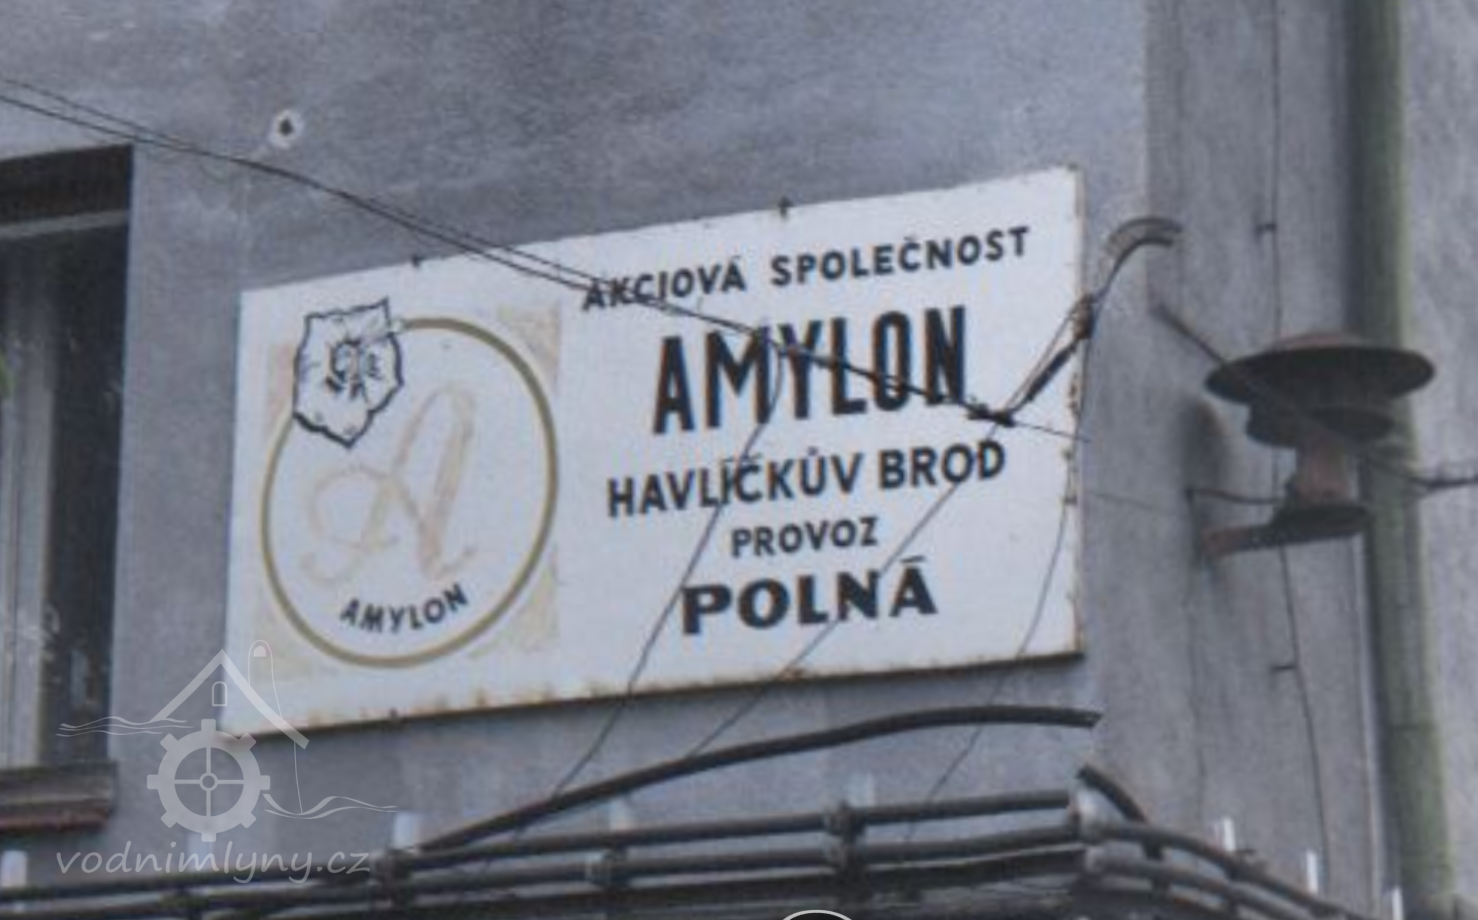 AKCIOVÁ SPOLEČNOST
AMYLON
HAVLÍČKŮV BROD
PROVOZ
POLNÁ
A
AMYLON
vodnimlyny.cz